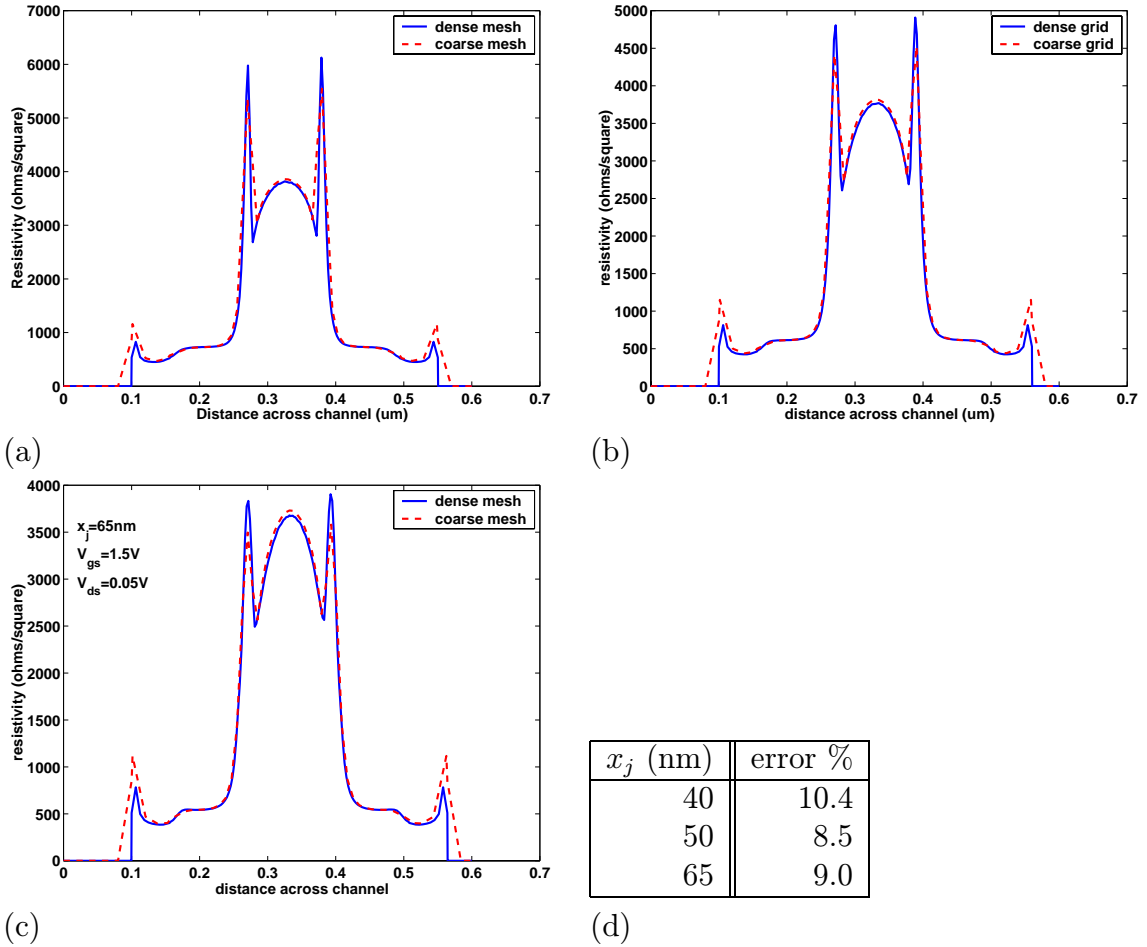 7000
6000
5000
4000
3000
2000
1000
0
Resistivity (ohms/square)
dense mesh
coarse mesh
0 0.1 0.2 0.3 0.4 0.5 0.6 0.7
Distance across channel (um)
(a)
5000
4500
4000
3500
3000
2500
2000
1500
1000
500
0
resistivity (ohms/square)
dense grid
coarse grid
0 0.1 0.2 0.3 0.4 0.5 0.6 0.7
distance across channel (um)
(b)
4000
3500
3000
2500
2000
1500
1000
500
0
resistivity (ohms/square)
x_j=65nm
V_gs=1.5V
V_ds=0.05V
dense mesh
coarse mesh
0 0.1 0.2 0.3 0.4 0.5 0.6 0.7
distance across channel
(c)
x_j (nm) error %
40 10.4
50 8.5
65 9.0
(d)